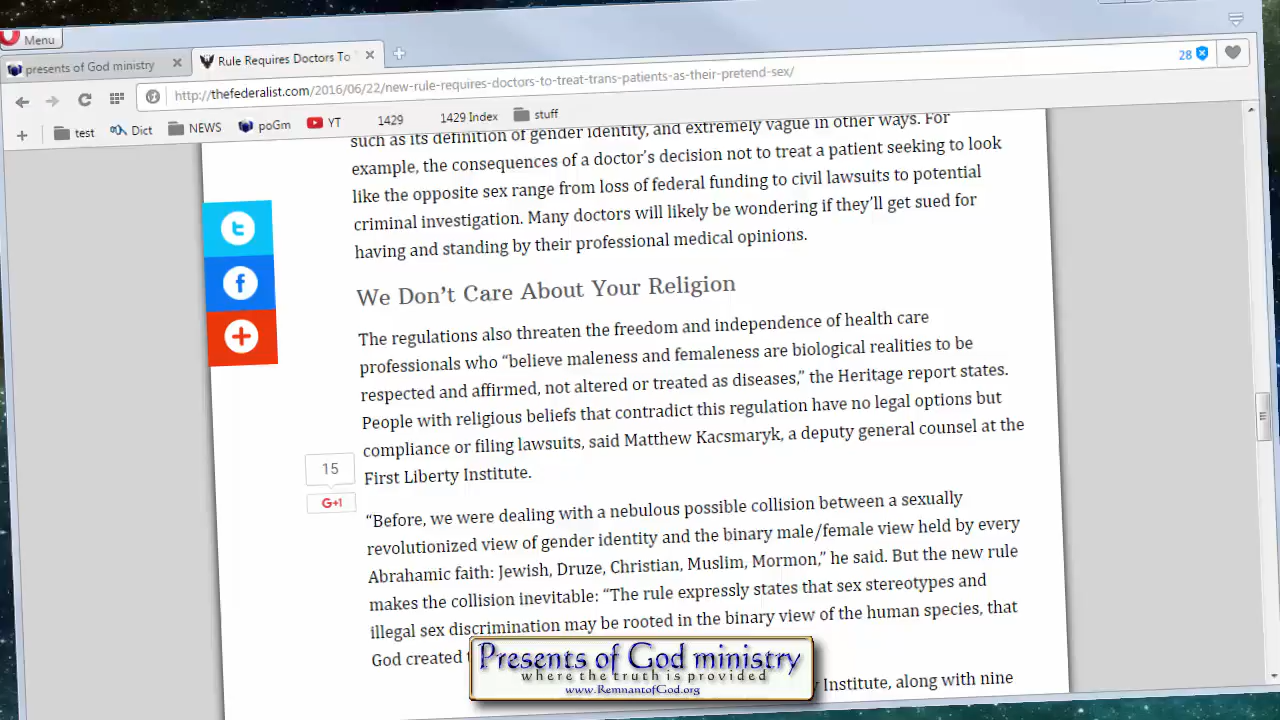 Menu
presents of God ministry
Rule Requires Doctors To
28
http://thefederalist.com/2016/06/22/new-rule-requires-doctors-to-treat-trans-patients-as-their-pretend-sex/
test Dict NEWS poGm YT 1429 1429 Index stuff
such as its definition of gender identity, and extremely vague in other ways. For
example, the consequences of a doctor's decision not to treat a patient seeking to look
like the opposite sex range from loss of federal funding to civil lawsuits to potential
criminal investigation. Many doctors will likely be wondering if they'll get sued for
having and standing by their professional medical opinions.
We Don't Care About Your Religion
The regulations also threaten the freedom and independence of health care
professionals who “believe maleness and femaleness are biological realities to be
respected and affirmed, not altered or treated as diseases,” the Heritage report states.
People with religious beliefs that contradict this regulation have no legal options but
compliance or filing lawsuits, said Matthew Kacsmaryk, a deputy general counsel at the
First Liberty Institute.
15
G+1
“Before, we were dealing with a nebulous possible collision between a sexually
revolutionized view of gender identity and the binary male/female view held by every
Abrahamic faith: Jewish, Druze, Christian, Muslim, Mormon,” he said. But the new rule
makes the collision inevitable: “The rule expressly states that sex stereotypes and
illegal sex discrimination may be rooted in the binary view of the human species, that
God created
Institute, along with nine
Presents of God ministry
where the truth is provided
www.RemnantofGod.org